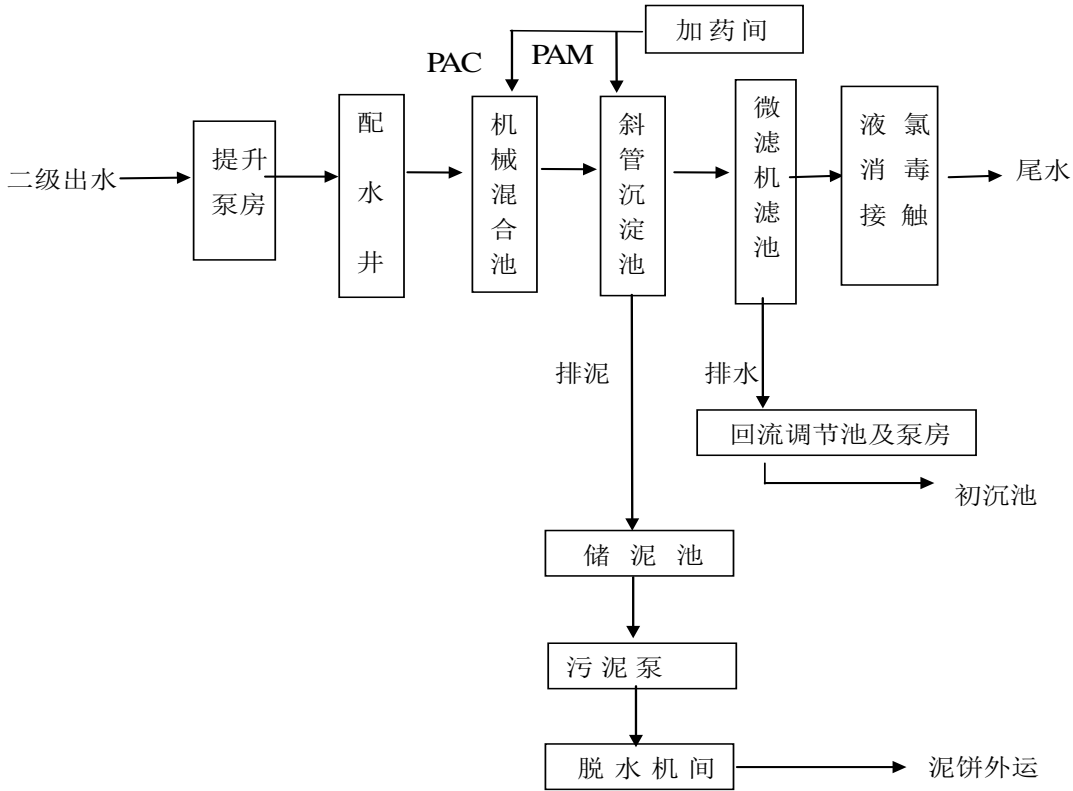 加药间
PAC
PAM
二级出水
提升
泵房
配
水
井
机
械
混
合
池
斜
管
沉
淀
池
微
滤
机
滤
池
液氯
消毒
接触
尾水
排泥
排水
回流调节池及泵房
初沉池
储泥池
污泥泵
脱水机间
泥饼外运